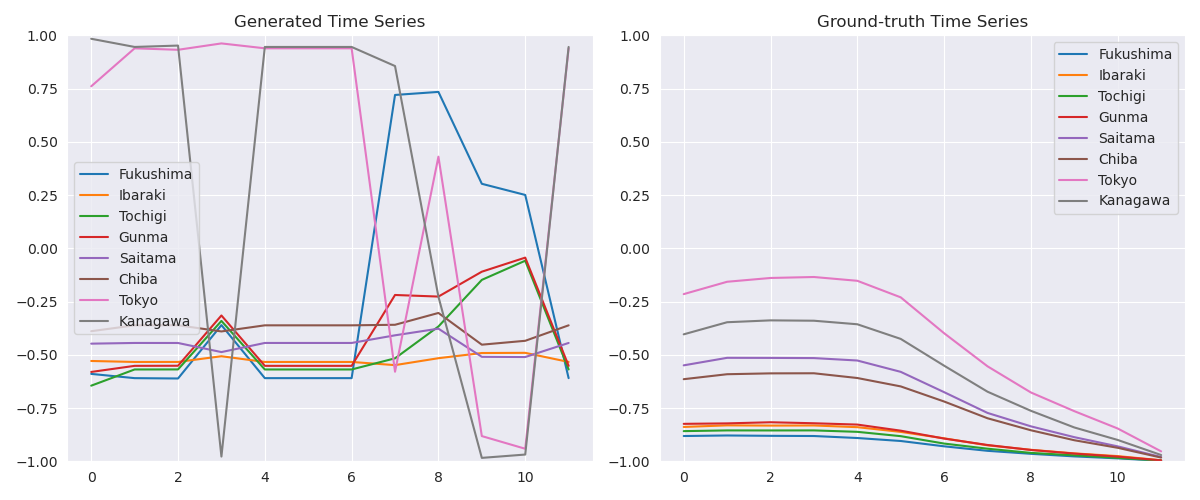 Generated Time Series
1.00
0.75
0.50
0.25
0.00
−0.25
−0.50
−0.75
−1.00
0 2 4 6 8 10
Fukushima
Ibaraki
Tochigi
Gunma
Saitama
Chiba
Tokyo
Kanagawa
Ground-truth Time Series
1.00
0.75
0.50
0.25
0.00
−0.25
−0.50
−0.75
−1.00
0 2 4 6 8 10
Fukushima
Ibaraki
Tochigi
Gunma
Saitama
Chiba
Tokyo
Kanagawa